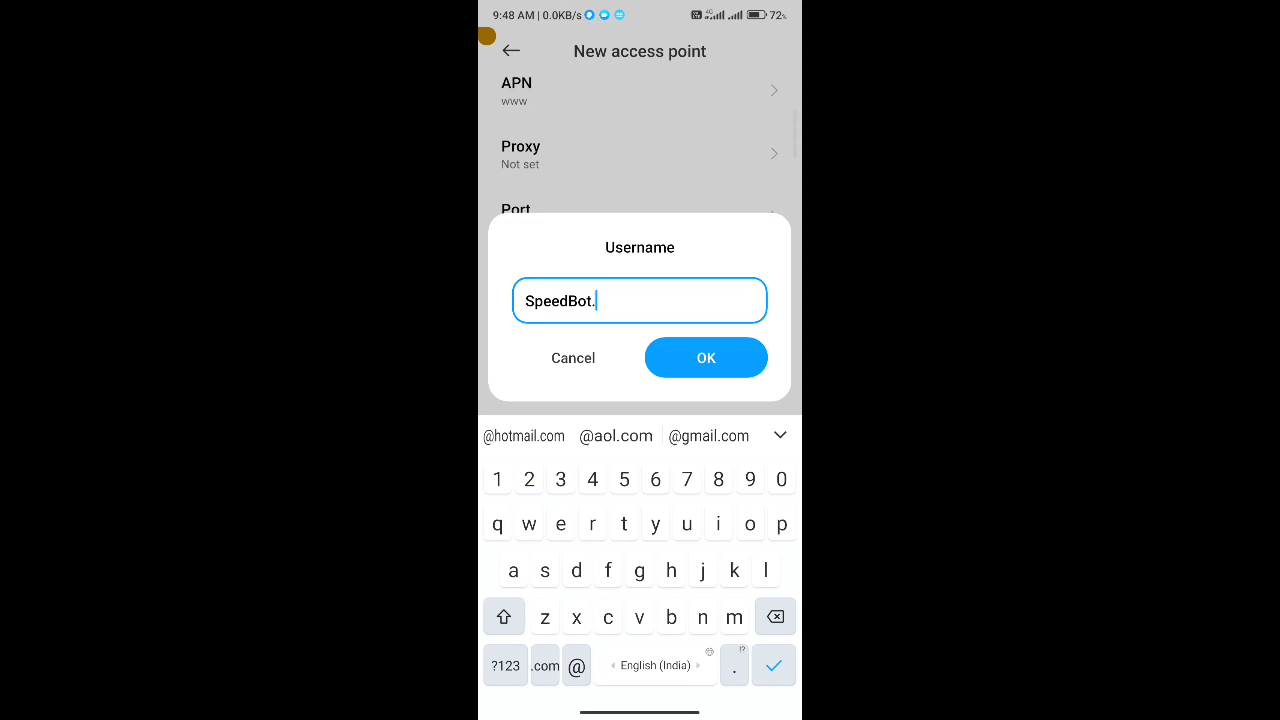 9:48 AM | 0.0KB/s 4G 72%
New access point
APN
www
Proxy
Not set
Port
Username
SpeedBot.
Cancel OK
@hotmail.com @aol.com @gmail.com
1 2 3 4 5 6 7 8 9 0
q w e r t y u i o p
a s d f g h j k l
z x c v b n m
?123 .com @ English (India) . !?